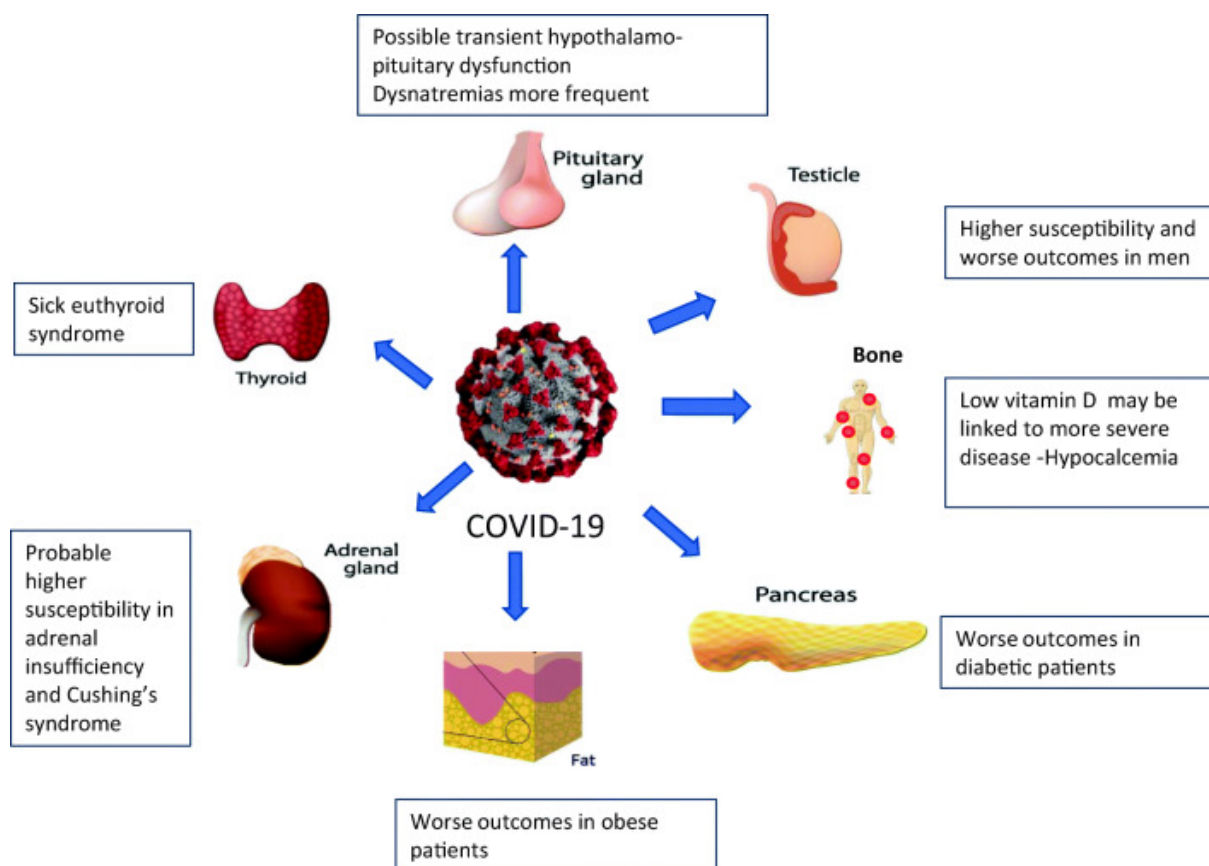 Possible transient hypothalamo-
pituitary dysfunction
Dysnatremias more frequent
Pituitary
gland
Testicle
Higher susceptibility and
worse outcomes in men
Sick euthyroid
syndrome
Thyroid
Bone
Low vitamin D  may be
linked to more severe
disease -Hypocalcemia
COVID-19
Probable
higher
susceptibility in
adrenal
insufficiency
and Cushing's
syndrome
Adrenal
gland
Pancreas
Worse outcomes in
diabetic patients
Fat
Worse outcomes in obese
patients